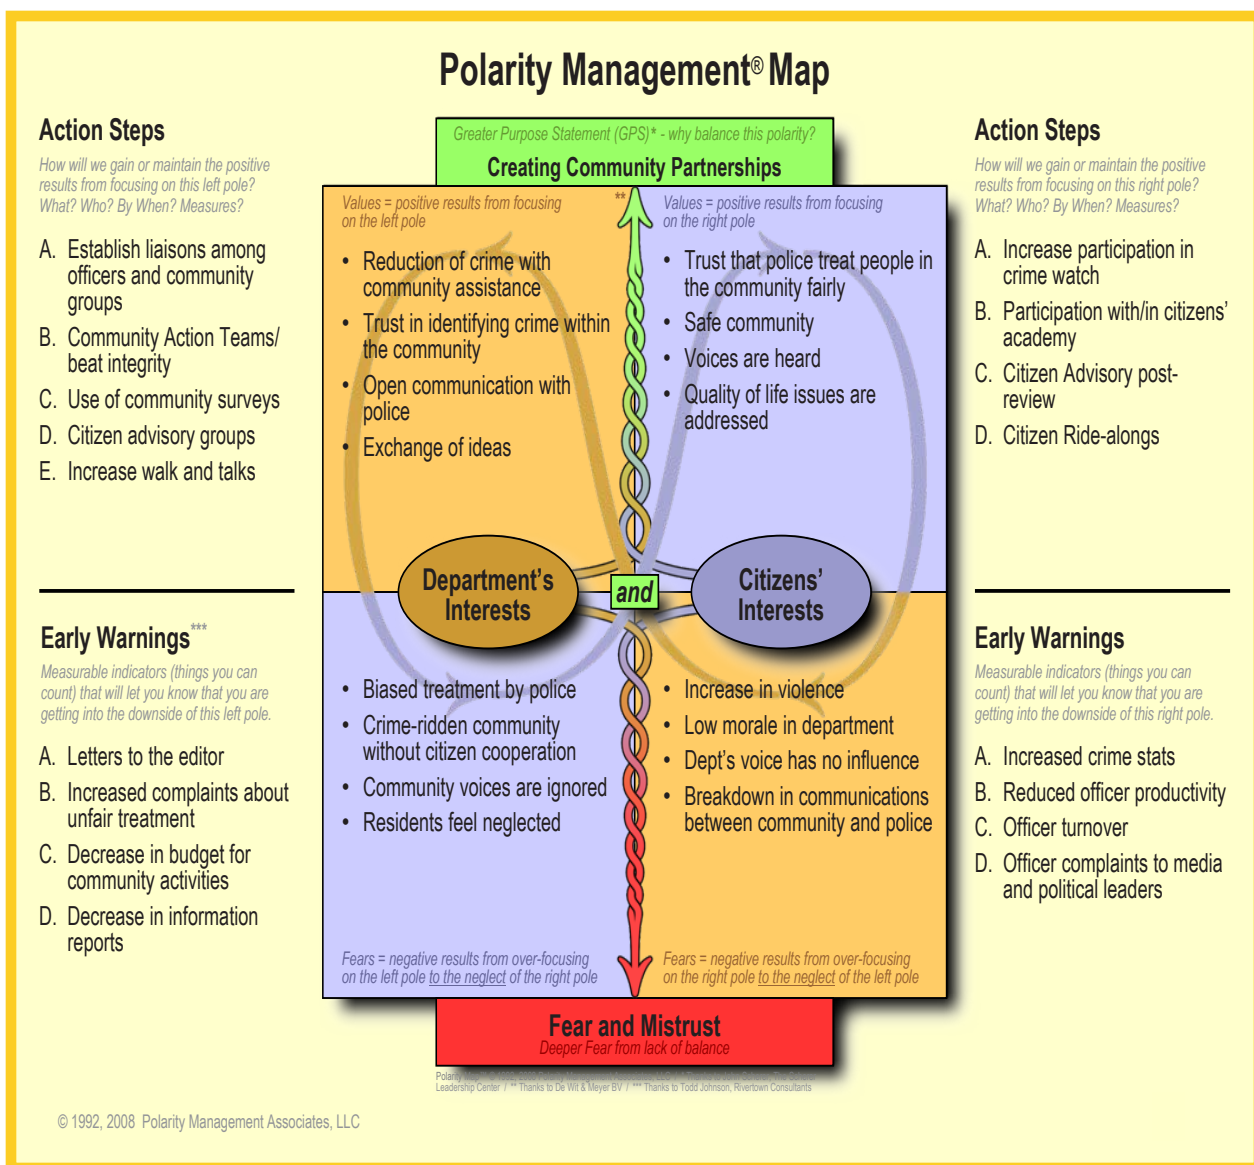 Polarity Management® Map
Action Steps
How will we gain or maintain the positive
results from focusing on this left pole?
What? Who? By When? Measures?
A. Establish liaisons among
officers and community
groups
B. Community Action Teams/
beat integrity
C. Use of community surveys
D. Citizen advisory groups
E. Increase walk and talks
Early Warnings***
Measurable indicators (things you can
count) that will let you know that you are
getting into the downside of this left pole.
A. Letters to the editor
B. Increased complaints about
unfair treatment
C. Decrease in budget for
community activities
D. Decrease in information
reports
Greater Purpose Statement (GPS)* - why balance this polarity?
Creating Community Partnerships
Values = positive results from focusing
on the left pole
• Reduction of crime with
community assistance
• Trust in identifying crime within
the community
• Open communication with
police
• Exchange of ideas
**
Values = positive results from focusing
on the right pole
• Trust that police treat people in
the community fairly
• Safe community
• Voices are heard
• Quality of life issues are
addressed
Department's
Interests
and
Citizens'
Interests
• Biased treatment by police
• Crime-ridden community
without citizen cooperation
• Community voices are ignored
• Residents feel neglected
Fears = negative results from over-focusing
on the left pole to the neglect of the right pole
• Increase in violence
• Low morale in department
• Dept's voice has no influence
• Breakdown in communications
between community and police
Fears = negative results from over-focusing
on the right pole to the neglect of the left pole
Fear and Mistrust
Deeper Fear from lack of balance
Polarity
Leadership Center / ** Thanks to De Wit & Meyer BV / *** Thanks to Todd Johnson, Rivertown Consultants
Action Steps
How will we gain or maintain the positive
results from focusing on this right pole?
What? Who? By When? Measures?
A. Increase participation in
crime watch
B. Participation with/in citizens'
academy
C. Citizen Advisory post-
review
D. Citizen Ride-alongs
Early Warnings
Measurable indicators (things you can
count) that will let you know that you are
getting into the downside of this right pole.
A. Increased crime stats
B. Reduced officer productivity
C. Officer turnover
D. Officer complaints to media
and political leaders
© 1992, 2008 Polarity Management Associates, LLC